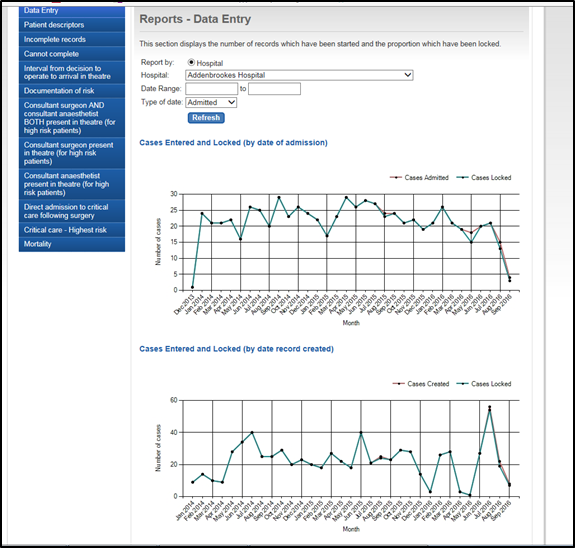 Data Entry
Patient descriptors
Incomplete records
Cannot complete
Interval from decision to
operate to arrival in theatre
Documentation of risk
Consultant surgeon AND
consultant anaesthetist
BOTH present in theatre (for
high risk patients)
Consultant surgeon present
in theatre (for high risk
patients)
Consultant anaesthetist
present in theatre (for high
risk patients)
Direct admission to critical
care following surgery
Critical care - Highest risk
Mortality
Reports - Data Entry
This section displays the number of records which have been started and the proportion which have been locked.
Report by: Hospital
Hospital: Addenbrookes Hospital
Date Range: to
Type of date: Admitted
Refresh
Cases Entered and Locked (by date of admission)
Cases Admitted Cases Locked
Number of cases
30
25
20
15
10
5
0
Dec 2013
Jan 2014
Feb 2014
Mar 2014
Apr 2014
May 2014
Jun 2014
Jul 2014
Aug 2014
Sep 2014
Oct 2014
Nov 2014
Dec 2014
Jan 2015
Feb 2015
Mar 2015
Apr 2015
May 2015
Jun 2015
Jul 2015
Aug 2015
Sep 2015
Oct 2015
Nov 2015
Dec 2015
Jan 2016
Feb 2016
Mar 2016
Apr 2016
May 2016
Jun 2016
Jul 2016
Aug 2016
Sep 2016
Month
Cases Entered and Locked (by date record created)
Cases Created Cases Locked
Number of cases
60
40
20
0
Jan 2014
Feb 2014
Mar 2014
Apr 2014
May 2014
Jun 2014
Jul 2014
Aug 2014
Sep 2014
Oct 2014
Nov 2014
Dec 2014
Jan 2015
Feb 2015
Mar 2015
Apr 2015
May 2015
Jun 2015
Jul 2015
Aug 2015
Sep 2015
Oct 2015
Nov 2015
Dec 2015
Jan 2016
Feb 2016
Mar 2016
Apr 2016
May 2016
Jun 2016
Jul 2016
Aug 2016
Sep 2016
Month